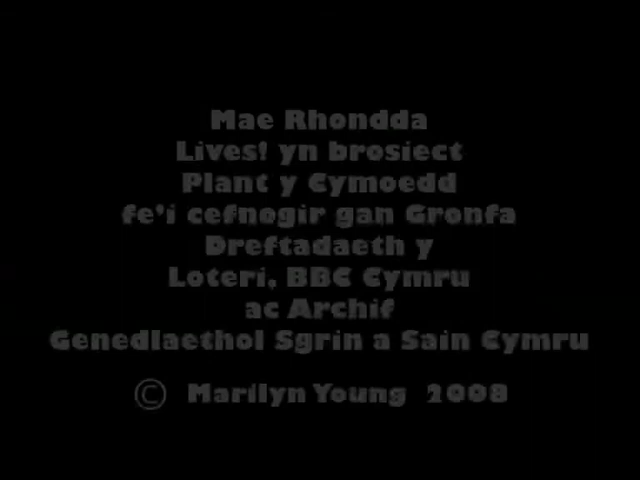 Mae Rhondda
Lives! yn brosiect
Plant y Cymoedd
fe'i cefnogir gan Gronfa
Dreftadaeth y
Loteri, BBC Cymru
ac Archif
Genedlaethol Sgrin a Sain Cymru
© Marilyn Young 2008